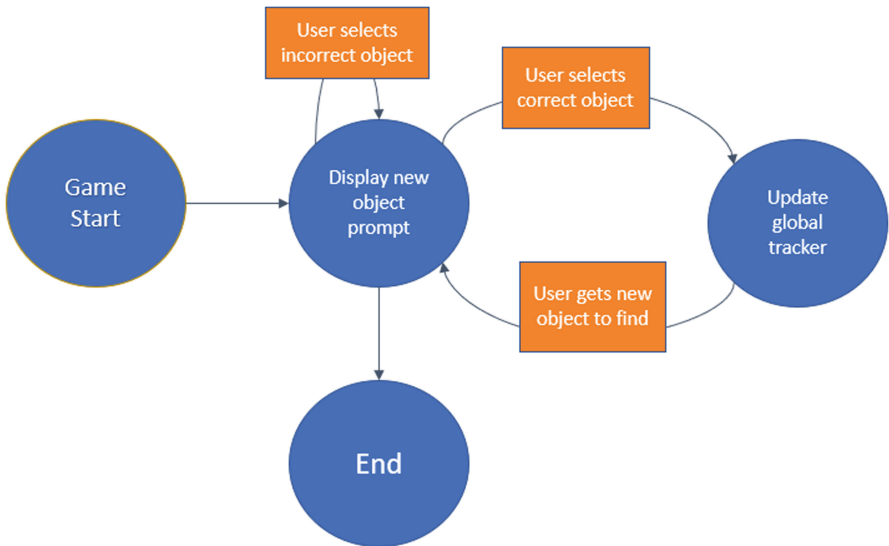 User selects
incorrect object
User selects
correct object
Game
Start
Display new
object
prompt
Update
global
tracker
User gets new
object to find
End